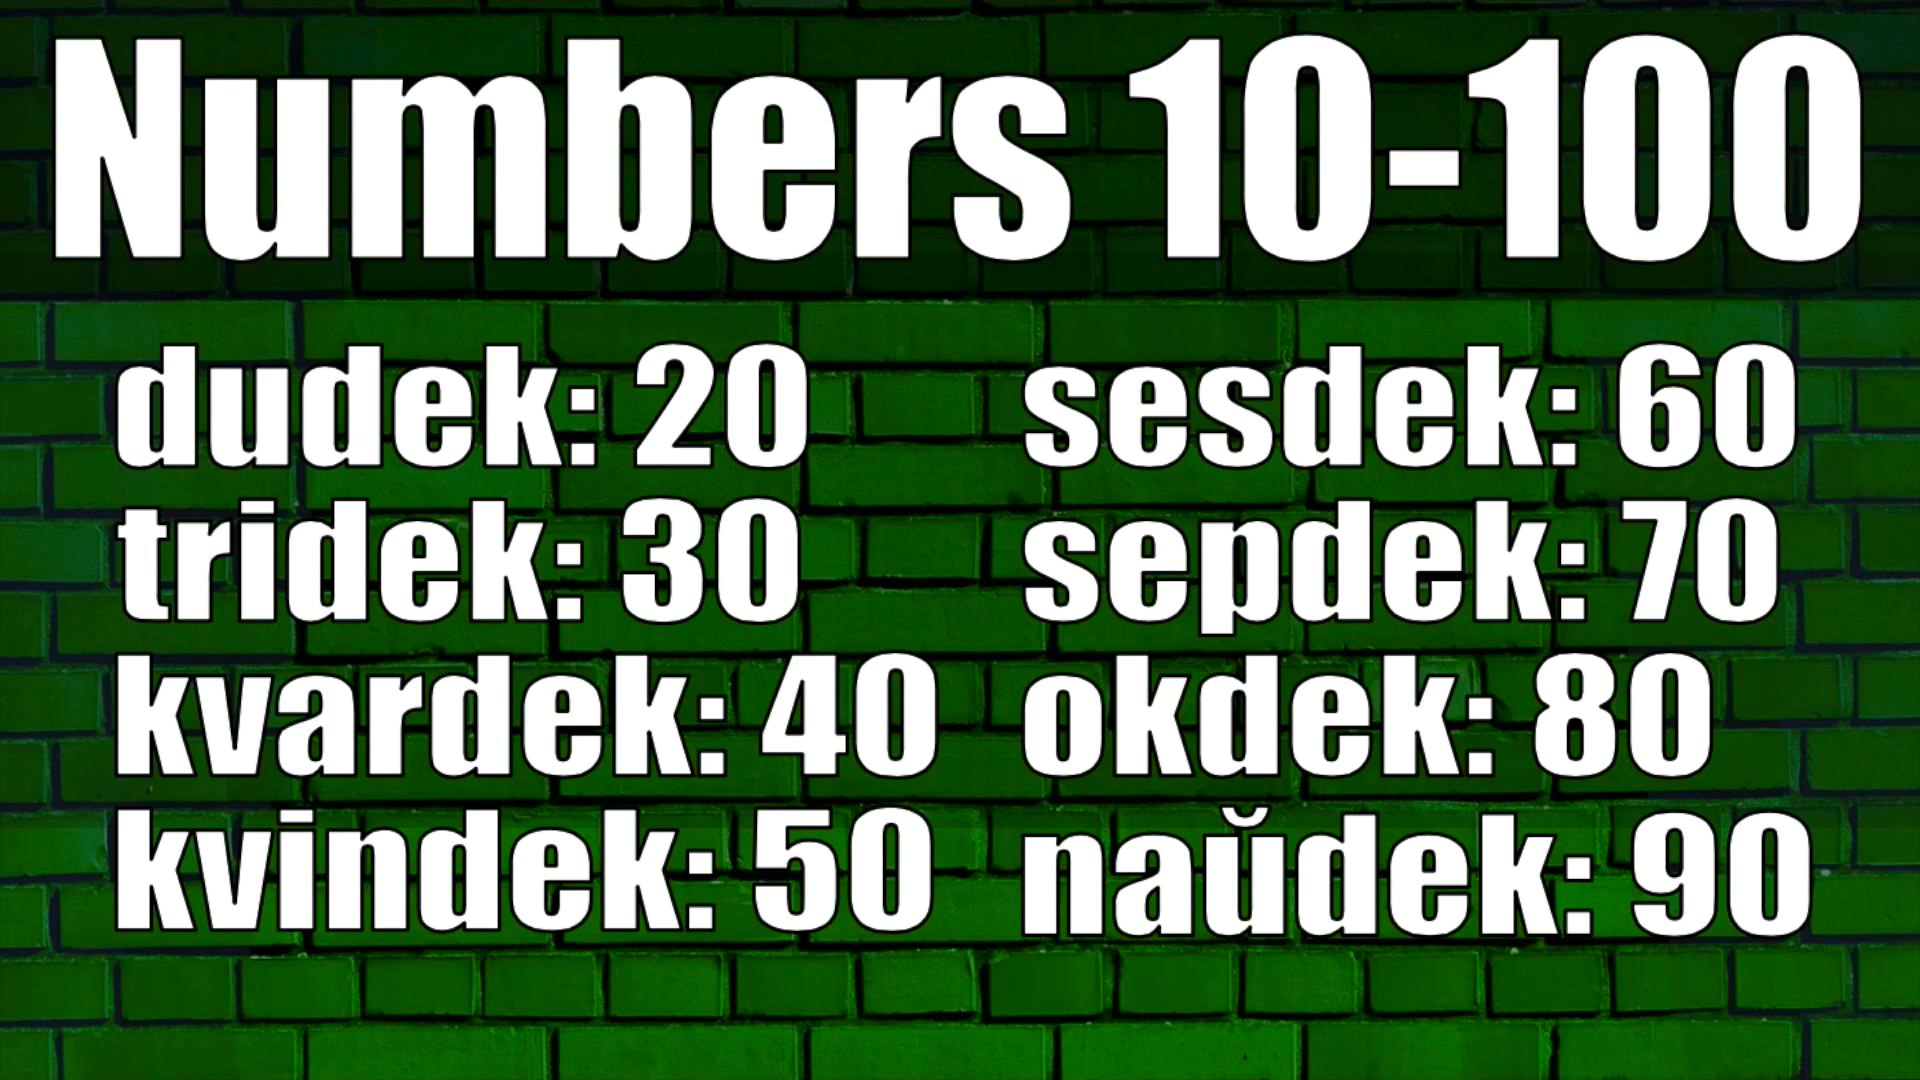 Numbers 10-100
dudek: 20
tridek: 30
kvardek: 40
kvindek: 50
sesdek: 60
sepdek: 70
okdek: 80
naŭdek: 90